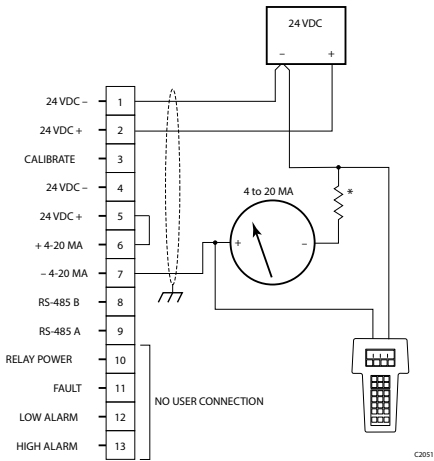 24 VDC
– +
24 VDC – 1
24 VDC + 2
CALIBRATE 3
24 VDC – 4
24 VDC + 5
+ 4-20 MA 6
– 4-20 MA 7
RS-485 B 8
RS-485 A 9
RELAY POWER 10
FAULT 11
LOW ALARM 12
HIGH ALARM 13
NO USER CONNECTION
4 to 20 MA
+ –
*
C2051